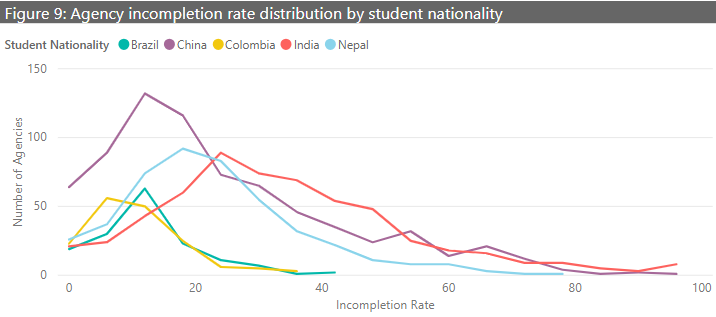 Figure 9: Agency incompletion rate distribution by student nationality
Student Nationality Brazil China Colombia India Nepal
150
100
50
0
Number of Agencies
0 20 40 60 80 100
Incompletion Rate